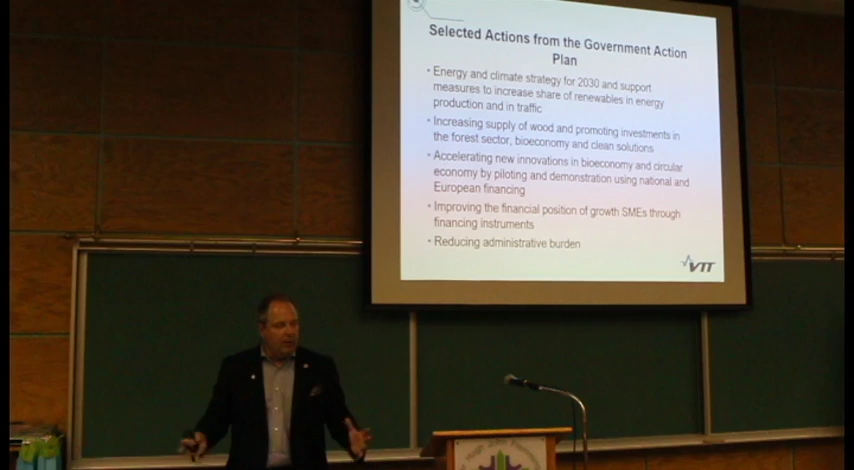 Selected Actions from the Government Action
Plan
• Energy and climate strategy for 2030 and support
measures to increase share of renewables in energy
production and in traffic
• Increasing supply of wood and promoting investments in
the forest sector, bioeconomy and clean solutions
• Accelerating new innovations in bioeconomy and circular
economy by piloting and demonstration using national and
European financing
• Improving the financial position of growth SMEs through
financing instruments
• Reducing administrative burden
VTT